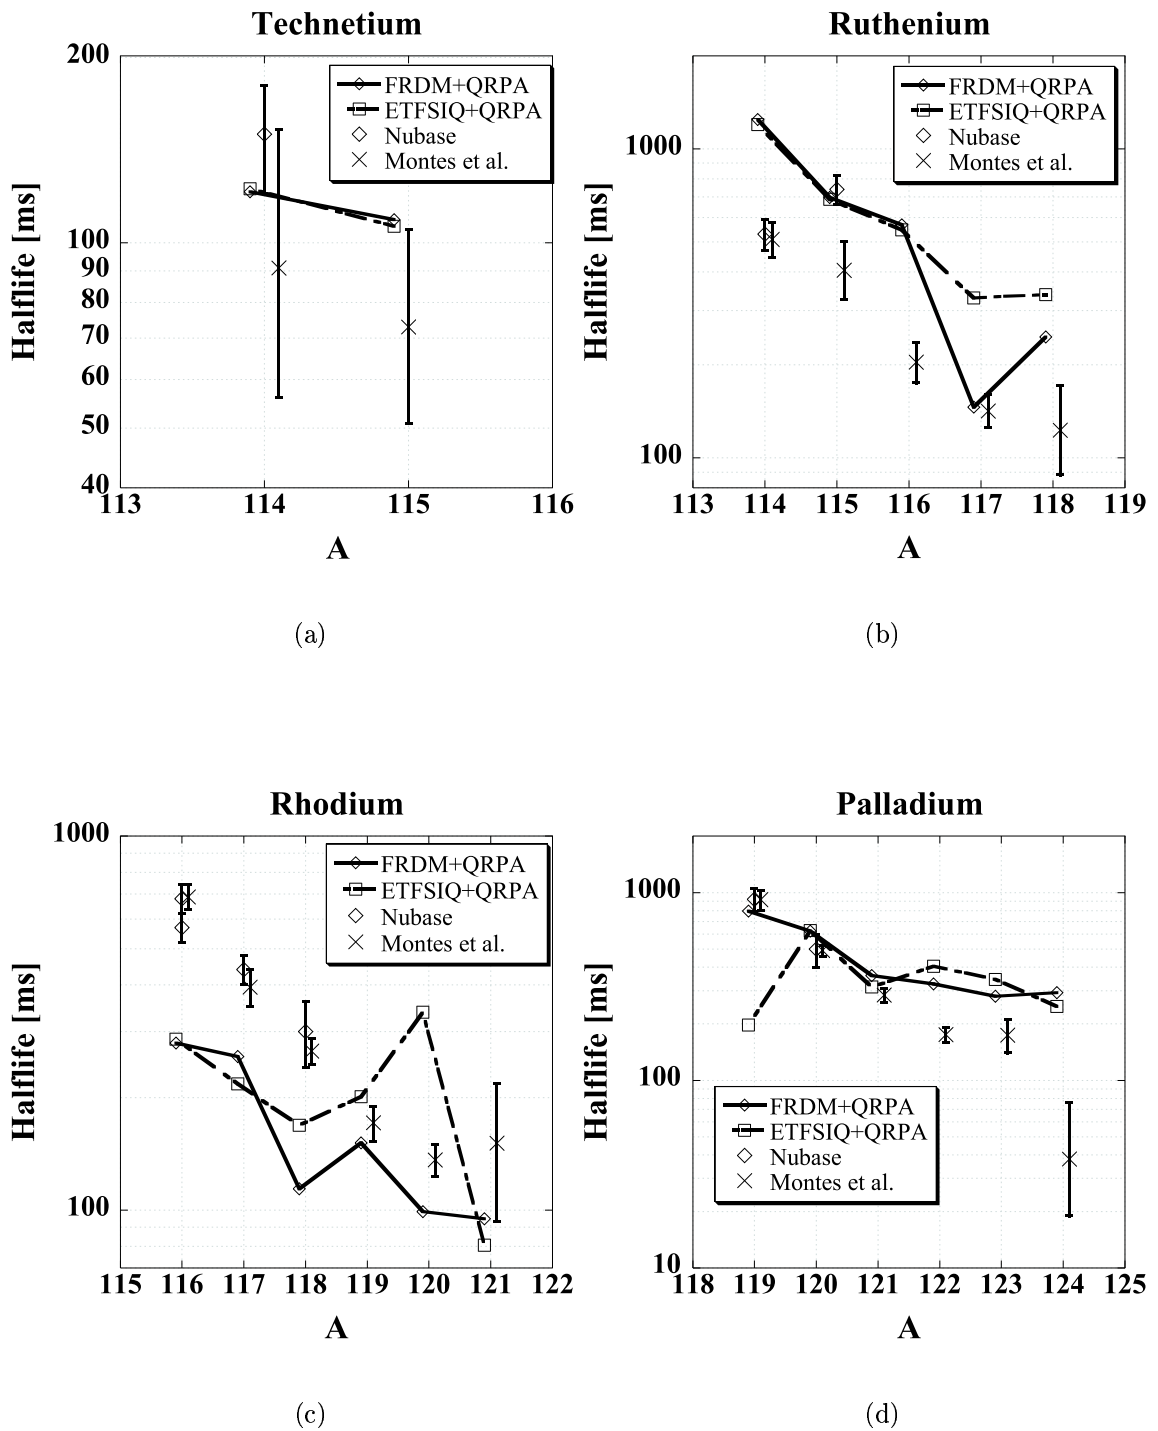 Technetium
200
100
90
80
70
60
50
40
Halflife [ms]
FRDM+QRPA
ETFSIQ+QRPA
Nubase
Montes et al.
113 114 115 116
A
(a)
Ruthenium
1000
100
Halflife [ms]
FRDM+QRPA
ETFSIQ+QRPA
Nubase
Montes et al.
113 114 115 116 117 118 119
A
(b)
Rhodium
1000
100
Halflife [ms]
FRDM+QRPA
ETFSIQ+QRPA
Nubase
Montes et al.
115 116 117 118 119 120 121 122
A
(c)
Palladium
1000
100
10
Halflife [ms]
FRDM+QRPA
ETFSIQ+QRPA
Nubase
Montes et al.
118 119 120 121 122 123 124 125
A
(d)